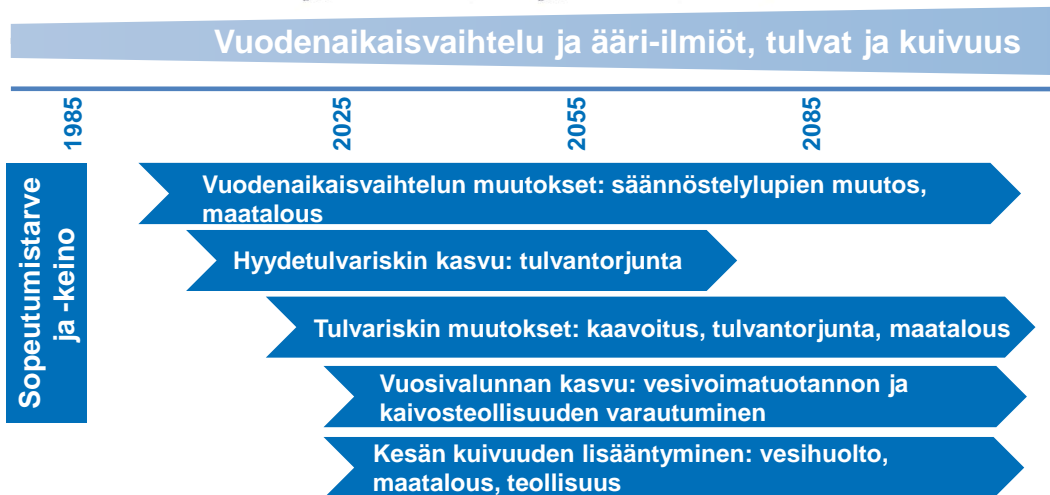 Vuodenaikaisvaihtelu ja ääri-ilmiöt, tulvat ja kuivuus
1985
2025
2055
2085
Sopeutumistarve
ja -keino
Vuodenaikaisvaihtelun muutokset: säännöstelylupien muutos,
maatalous
Hyydetulvariskin kasvu: tulvantorjunta
Tulvariskin muutokset: kaavoitus, tulvantorjunta, maatalous
Vuosivalunnan kasvu: vesivoimatuotannon ja
kaivosteollisuuden varautuminen
Kesän kuivuuden lisääntyminen: vesihuolto,
maatalous, teollisuus